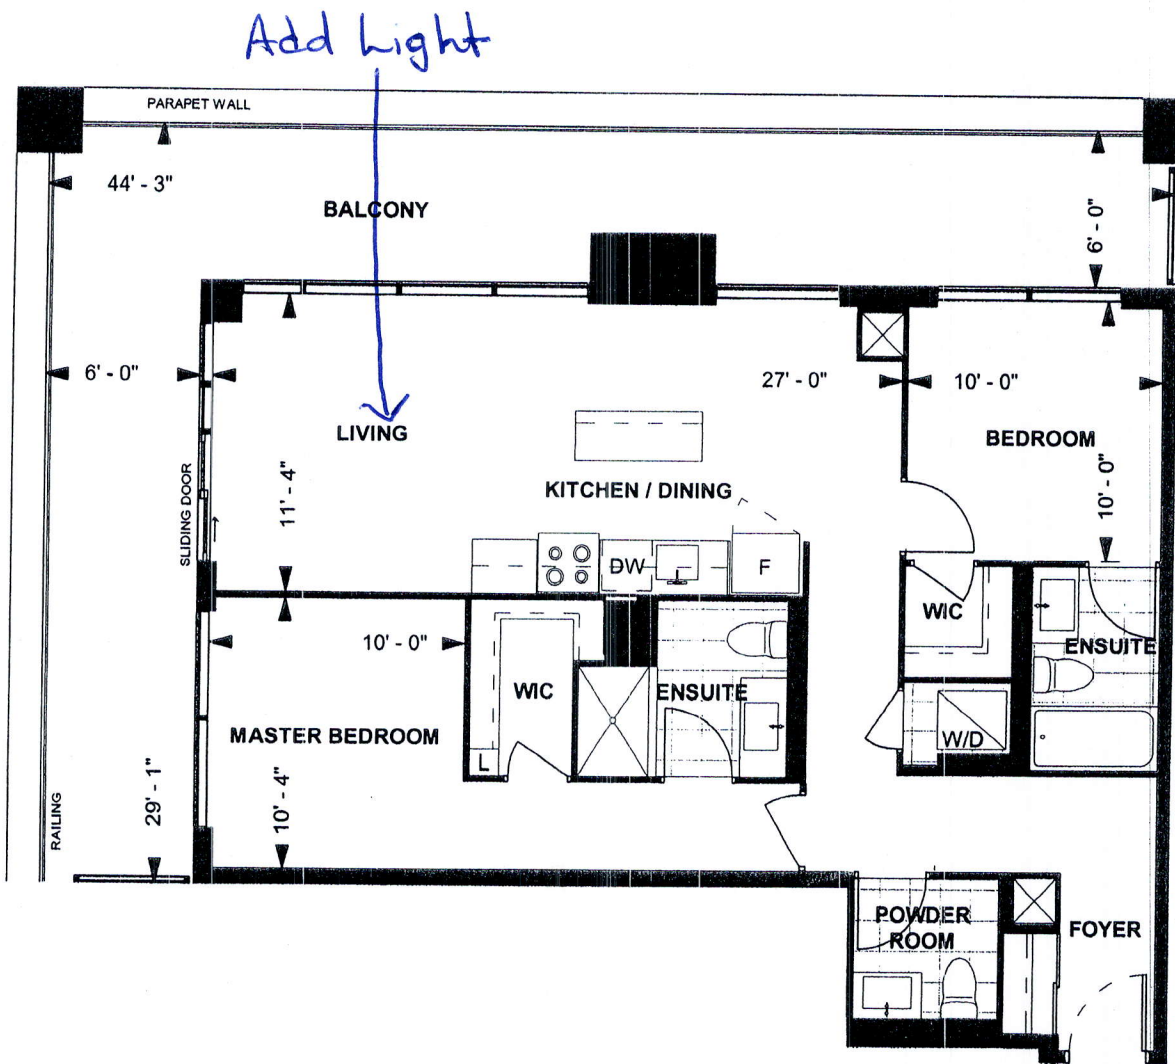 Add Light
PARAPET WALL
44' - 3"
BALCONY
6' - 0"
6' - 0"
27' - 0"
10' - 0"
LIVING
BEDROOM
SLIDING DOOR
11' - 4"
KITCHEN / DINING
10' - 0"
DW
F
WIC
10' - 0"
ENSUITE
WIC
ENSUITE
MASTER BEDROOM
W/D
L
29' - 1"
10' - 4"
RAILING
POWDER
ROOM
FOYER